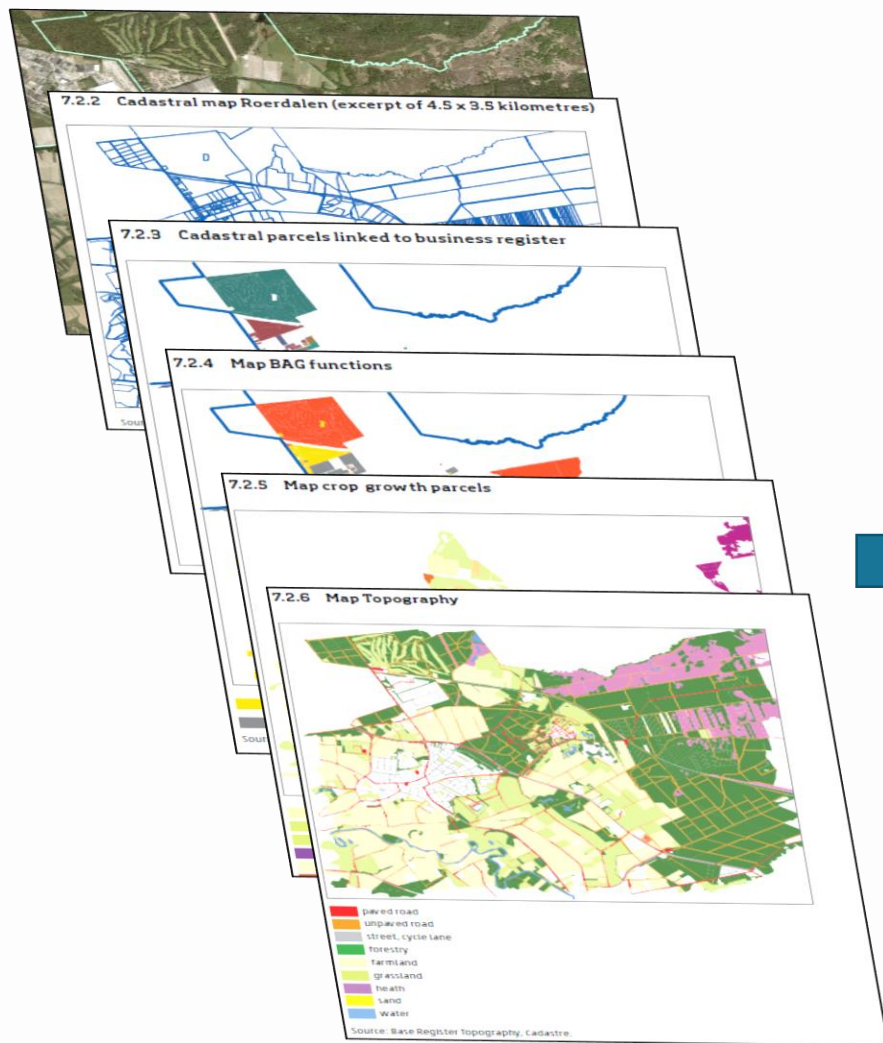 7.2.2 Cadastral map Roerdalen (excerpt of 4.5 x 3.5 kilometres)
7.2.3 Cadastral parcels linked to business register
7.2.4 Map BAG functions
7.2.5 Map crop growth parcels
7.2.6 Map Topography
paved road
unpaved road
street, cycle lane
forestry
farmland
grassland
heath
sand
Water
Source: Base Register Topography, Cadastre.